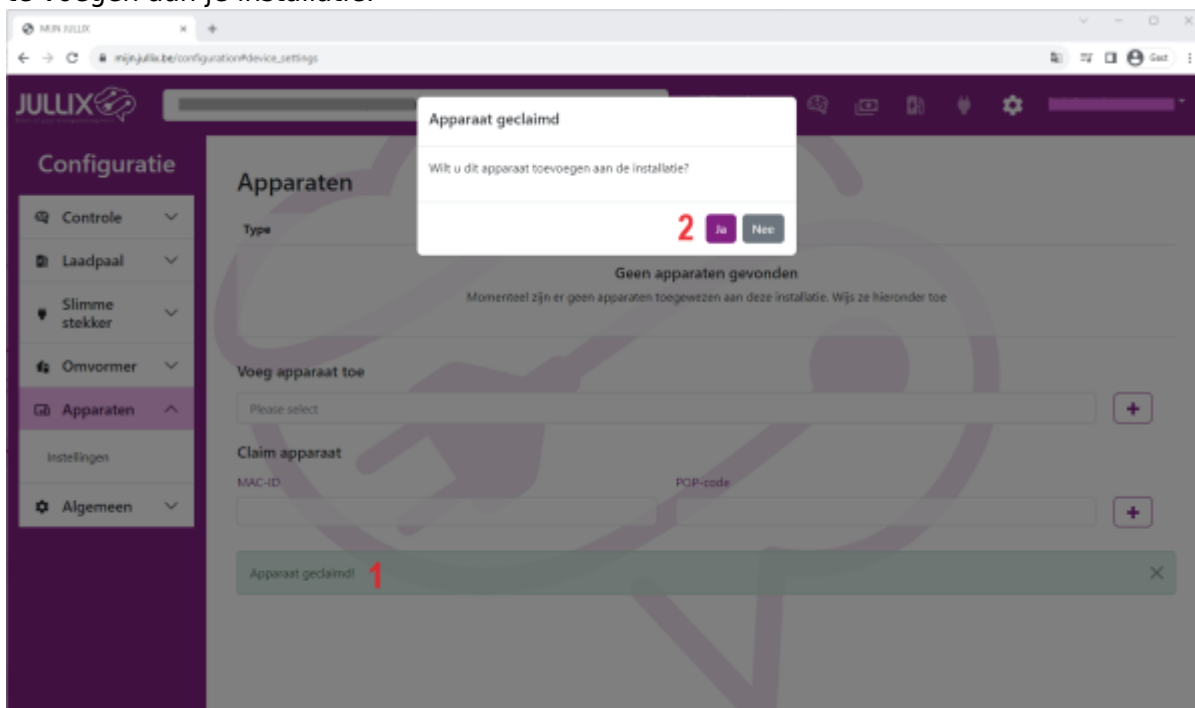 te voegen aan je installatie.
MIJN JULLIX
mijn.jullix.be/configuration#device_settings
Gast
JULLIX
Configuratie
Controle
Laadpaal
Slimme
stekker
Omvormer
Apparaten
Instellingen
Algemeen
Apparaten
Type
Apparaat geclaimd
Wilt u dit apparaat toevoegen aan de installatie?
2 Ja Nee
Geen apparaten gevonden
Momenteel zijn er geen apparaten toegewezen aan deze installatie. Wijs ze hieronder toe
Voeg apparaat toe
Please select
Claim apparaat
MAC-ID POP-code
Apparaat geclaimd! 1